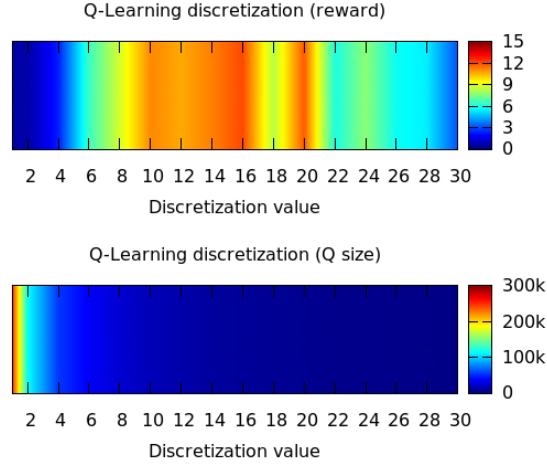 Q-Learning discretization (reward)
15
12
9
6
3
0
2 4 6 8 10 12 14 16 18 20 22 24 26 28 30
Discretization value
Q-Learning discretization (Q size)
300k
200k
100k
0
2 4 6 8 10 12 14 16 18 20 22 24 26 28 30
Discretization value